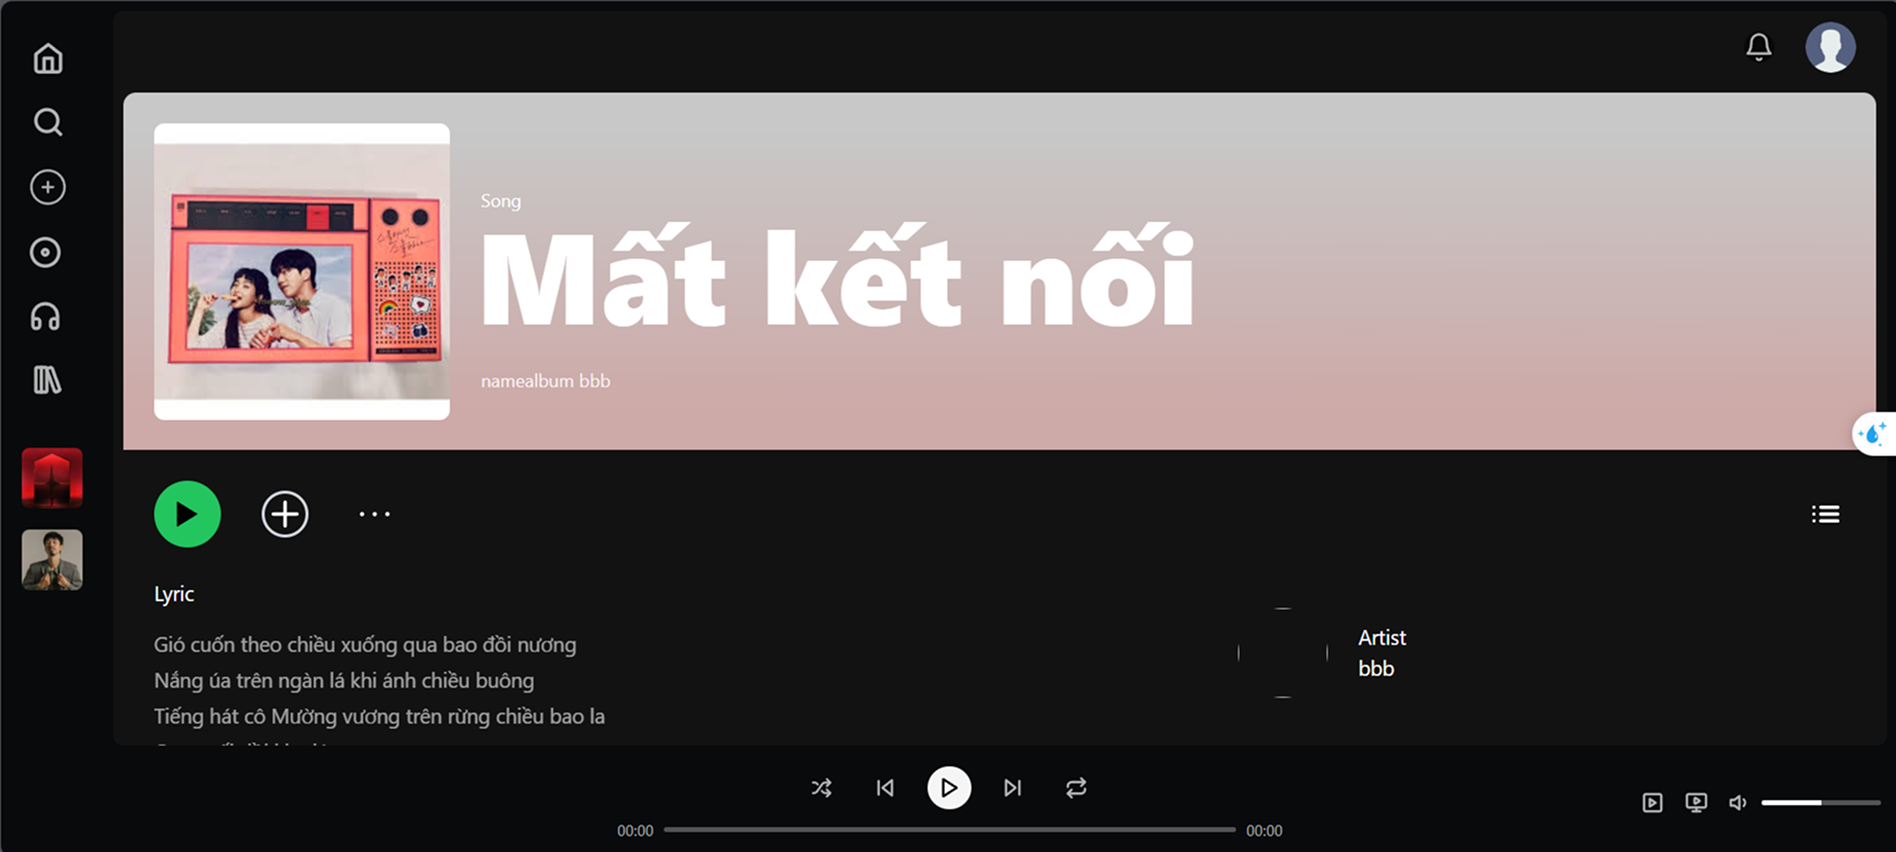 Song
Mất kết nối
namealbum bbb
Lyric
Gió cuốn theo chiều xuống qua bao đồi nương
Nắng úa trên ngàn lá khi ánh chiều buông
Tiếng hát cô Mường vương trên rừng chiều bao la
Artist
bbb
00:00
00:00